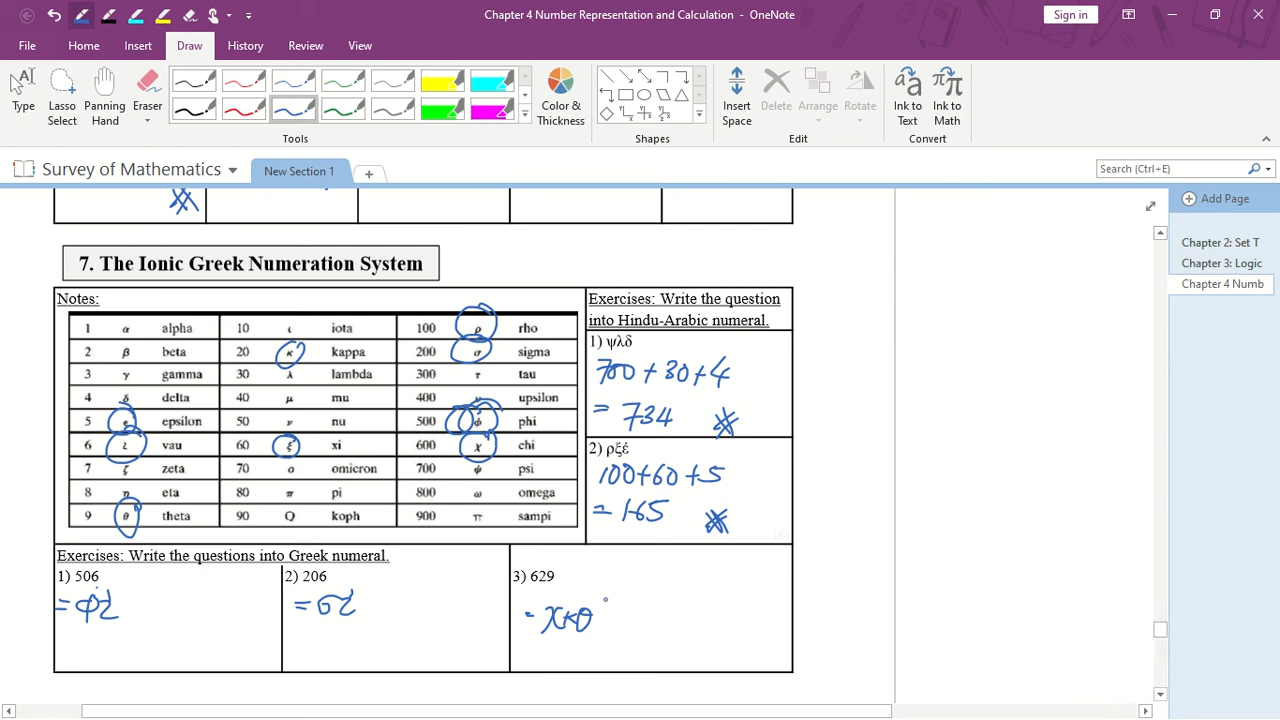 Chapter 4 Number Representation and Calculation - OneNote
Sign in
File Home Insert Draw History Review View
Type
Lasso Select
Panning Hand
Eraser
Color & Thickness
Insert Space
Delete
Arrange
Rotate
Ink to Text
Ink to Math
Tools
Shapes
Edit
Convert
Survey of Mathematics
New Section 1
Search (Ctrl+E)
Add Page
Chapter 2: Set T
Chapter 3: Logic
Chapter 4 Numb
7. The Ionic Greek Numeration System
Notes:
1 α alpha 10 ι iota 100 ρ rho
2 β beta 20 κ kappa 200 σ sigma
3 γ gamma 30 λ lambda 300 τ tau
4 δ delta 40 μ mu 400 υ upsilon
5 ε epsilon 50 ν nu 500 ϕ phi
6 vau 60 ξ xi 600 χ chi
7 ζ zeta 70 ο omicron 700 ψ psi
8 η eta 80 π pi 800 ω omega
9 θ theta 90 Q koph 900 sampi
Exercises: Write the question
into Hindu-Arabic numeral.
1) ψλδ
700 + 30 + 4
= 734
2) ρξέ
100+60+5
= 165
Exercises: Write the questions into Greek numeral.
1) 506
2) 206
3) 629
= χκθ